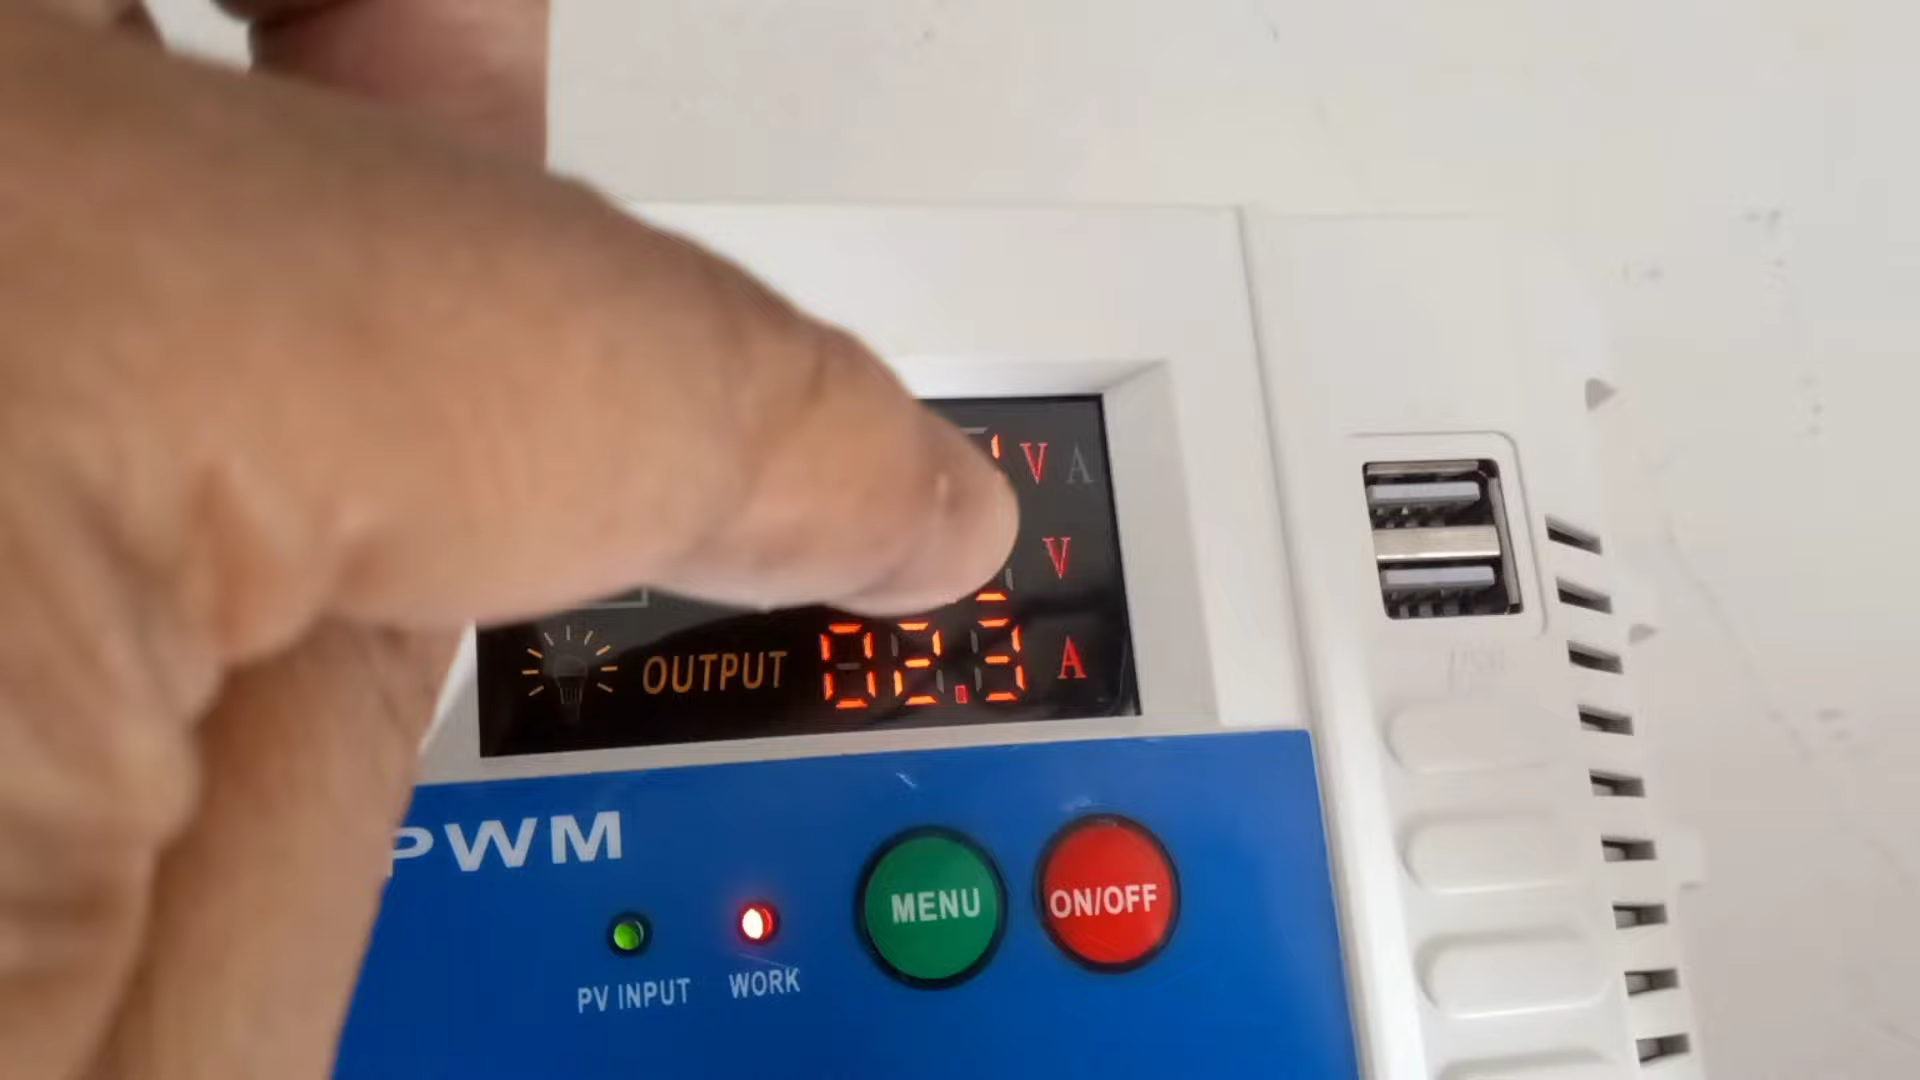 V A
V
OUTPUT 02.3 A
PWM
MENU
ON/OFF
PV INPUT
WORK